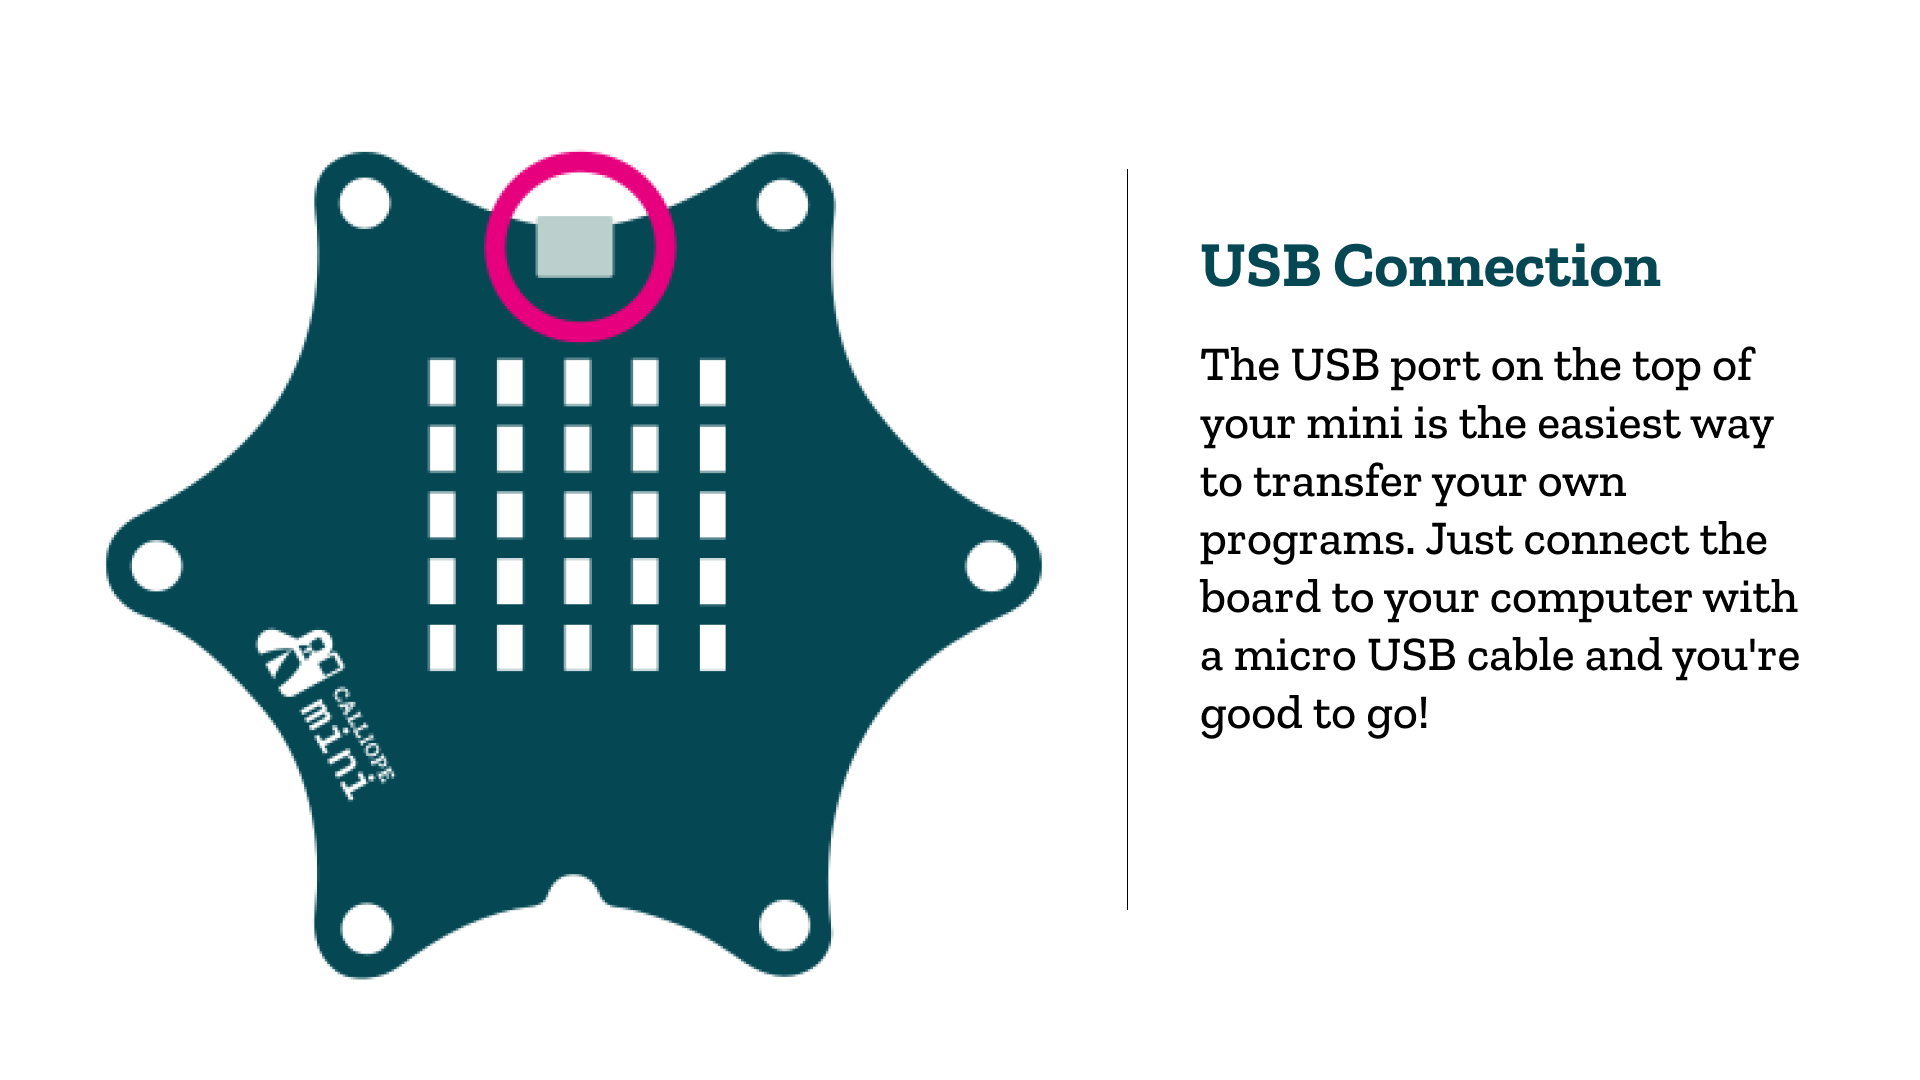 CALLIOPE
mini
USB Connection
The USB port on the top of
your mini is the easiest way
to transfer your own
programs. Just connect the
board to your computer with
a micro USB cable and you're
good to go!